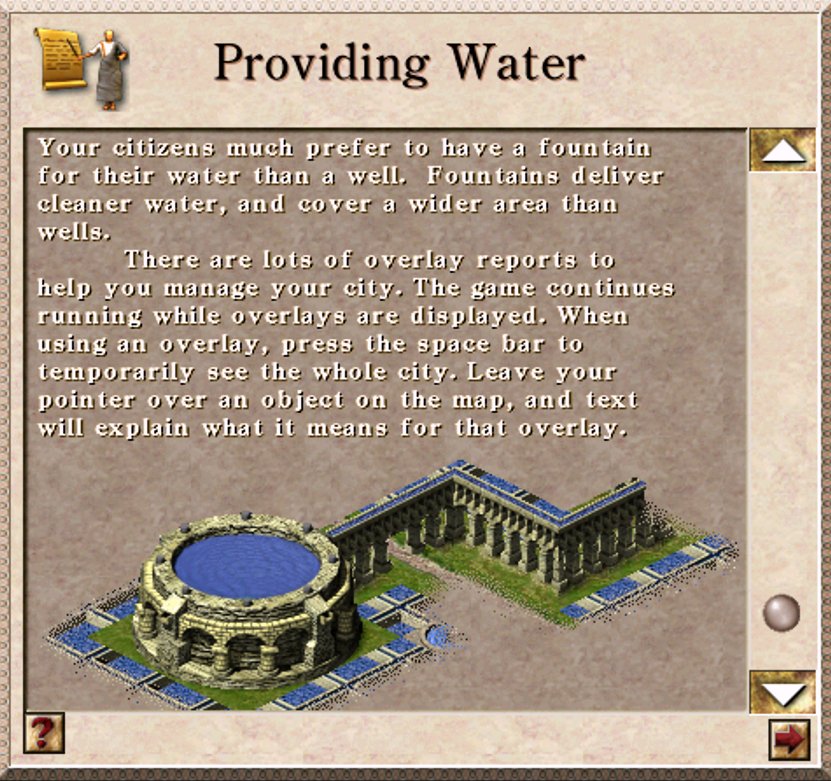 Providing Water
Your citizens much prefer to have a fountain
for their water than a well. Fountains deliver
cleaner water, and cover a wider area than
wells.
There are lots of overlay reports to
help you manage your city. The game continues
running while overlays are displayed. When
using an overlay, press the space bar to
temporarily see the whole city. Leave your
pointer over an object on the map, and text
will explain what it means for that overlay.
?